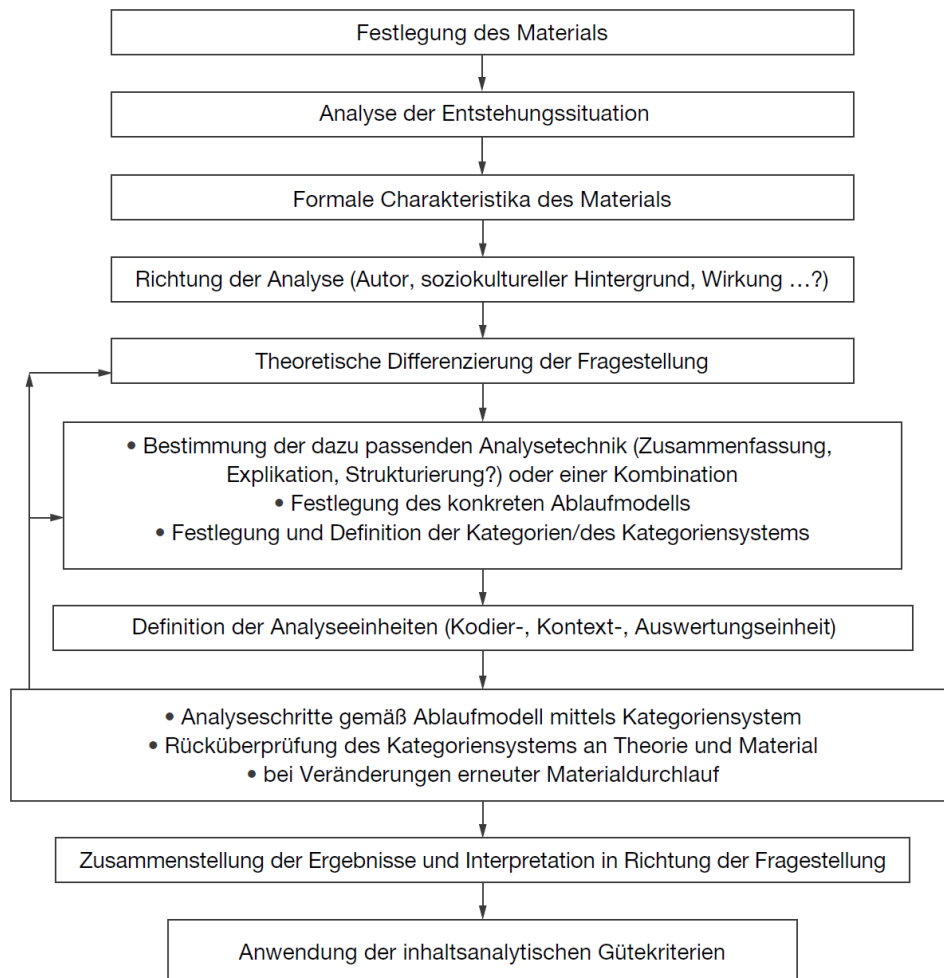 Festlegung des Materials
Analyse der Entstehungssituation
Formale Charakteristika des Materials
Richtung der Analyse (Autor, soziokultureller Hintergrund, Wirkung …?)
Theoretische Differenzierung der Fragestellung
• Bestimmung der dazu passenden Analysetechnik (Zusammenfassung,
Explikation, Strukturierung?) oder einer Kombination
• Festlegung des konkreten Ablaufmodells
• Festlegung und Definition der Kategorien/des Kategoriensystems
Definition der Analyseeinheiten (Kodier-, Kontext-, Auswertungseinheit)
• Analyseschritte gemäß Ablaufmodell mittels Kategoriensystem
• Rücküberprüfung des Kategoriensystems an Theorie und Material
• bei Veränderungen erneuter Materialdurchlauf
Zusammenstellung der Ergebnisse und Interpretation in Richtung der Fragestellung
Anwendung der inhaltsanalytischen Gütekriterien